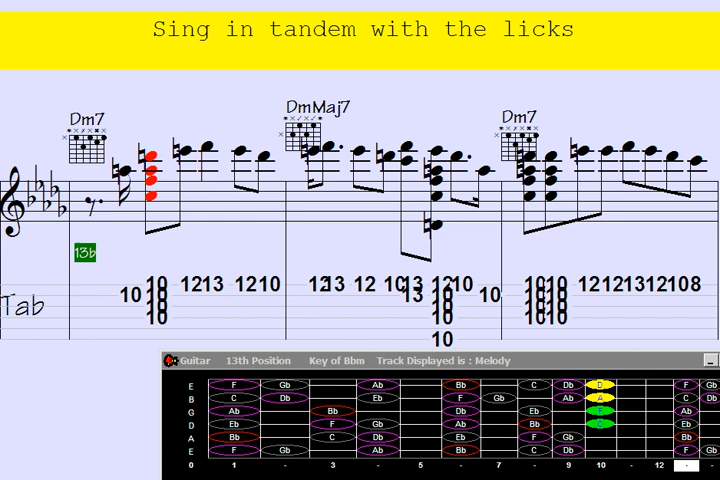 Sing in tandem with the licks
Dm7 DmMaj7 Dm7
13b
Tab
10 12 13 12 10 12 13 12 10 13 12 10 10 10 10 12 12 13 12 10 8
10 10 10 10 10
10 10 10
10 10 10
10
Guitar 13th Position Key of Bbm Track Displayed is : Melody
E F Gb Ab Bb C Db D F Gb
B C Db Eb F Gb Ab A C Db
G Ab Bb Db Eb Ab
D Eb F Gb Ab Bb Eb
A Bb C Db Eb F Gb Bb
E F Gb Ab Bb C Db F Gb
0 1 - 3 - 5 - 7 - 9 10 - 12 - -